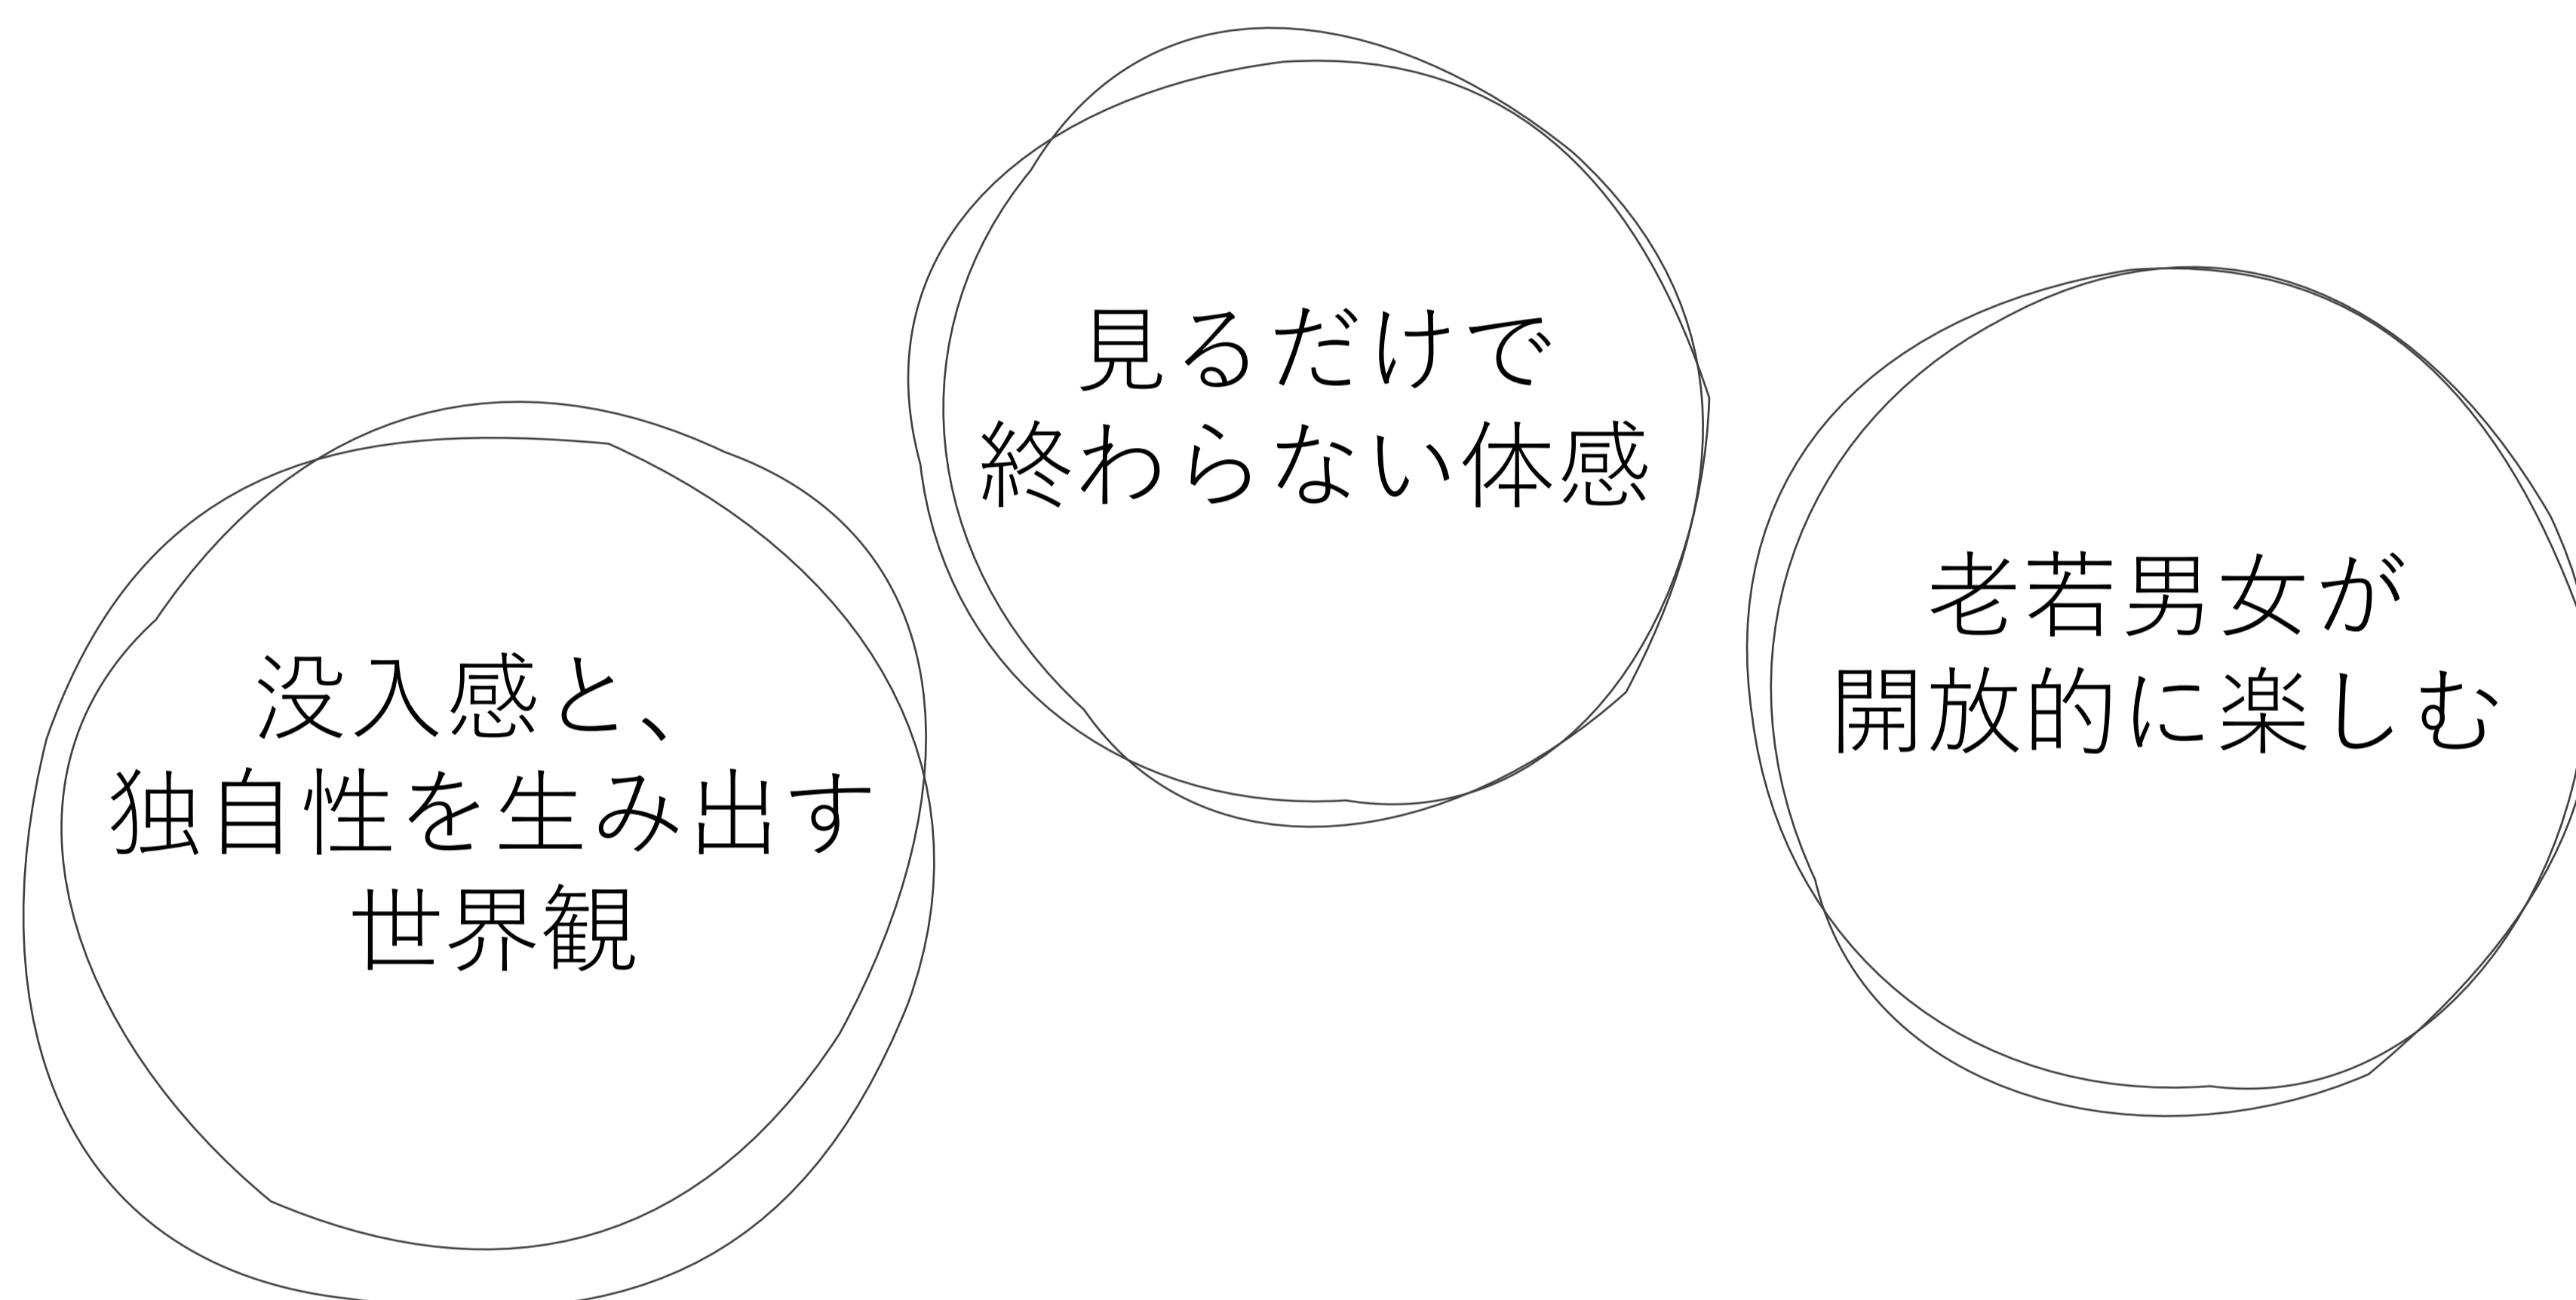 没入感と、
独自性を生み出す
世界観
見るだけで
終わらない体感
老若男女が
開放的に楽しむ